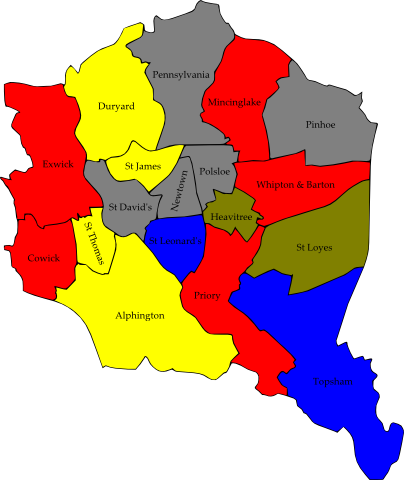 Pennsylvania
Duryard
Mincinglake
Pinhoe
Exwick
St James
Polsloe
Newtown
Whipton & Barton
St David's
Heavitree
St Thomas
St Leonard's
St Loyes
Cowick
Priory
Alphington
Topsham